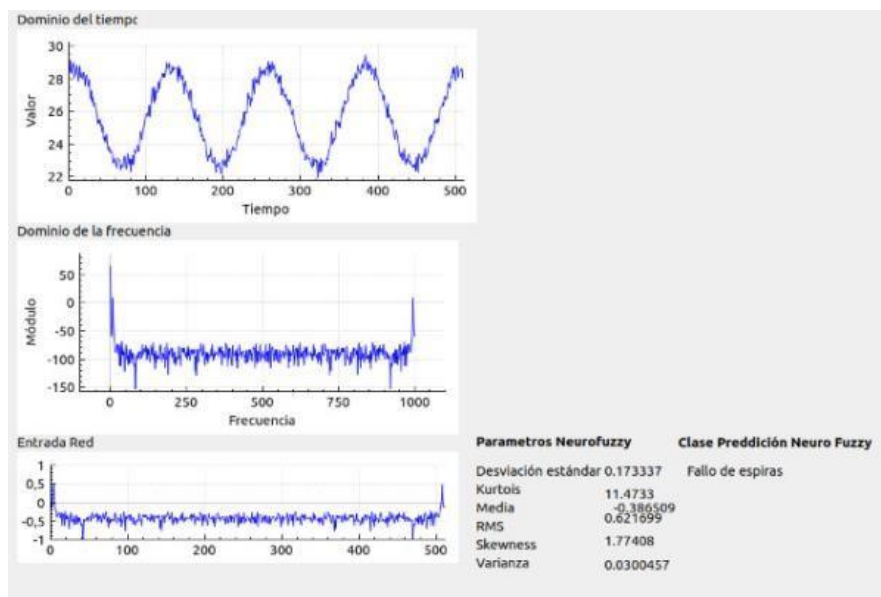 Dominio del tiempo
30
28
26
24
22
Valor
0 100 200 300 400 500
Tiempo
Dominio de la frecuencia
50
0
-50
-100
-150
Módulo
0 250 500 750 1000
Frecuencia
Entrada Red
1
0,5
0
-0,5
-1
0 100 200 300 400 500
Parametros Neurofuzzy Clase Preddición Neuro Fuzzy
Desviación estándar 0.173337 Fallo de espiras
Kurtois 11.4733
Media -0.386509
RMS 0.621699
Skewness 1.77408
Varianza 0.0300457